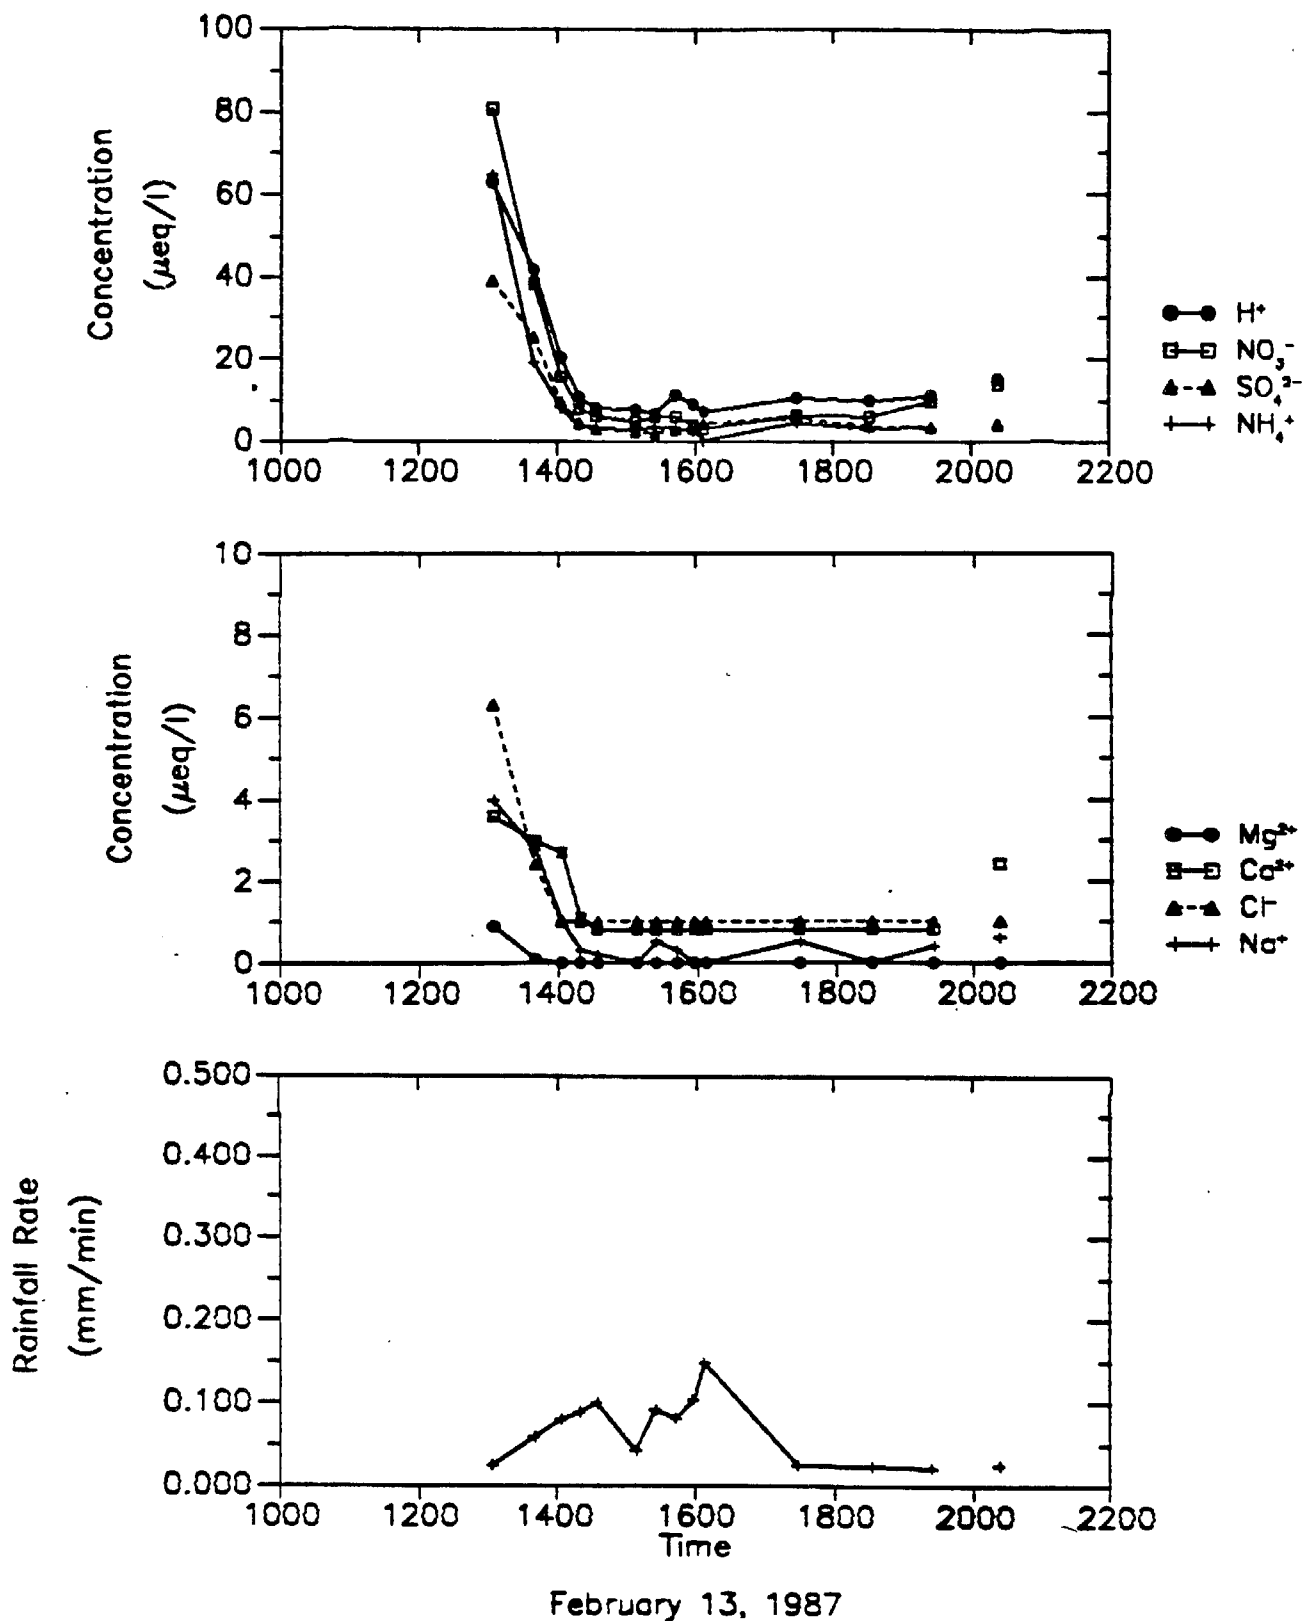 100
80
60
40
20
0
Concentration
(μeq/l)
1000 1200 1400 1600 1800 2000 2200
H⁺
NO₃⁻
SO₄²⁻
NH₄⁺
10
8
6
4
2
0
Concentration
(μeq/l)
1000 1200 1400 1600 1800 2000 2200
Mg²⁺
Ca²⁺
Cl⁻
Na⁺
0.500
0.400
0.300
0.200
0.100
0.000
Rainfall Rate
(mm/min)
1000 1200 1400 1600 1800 2000 2200
Time
February 13, 1987